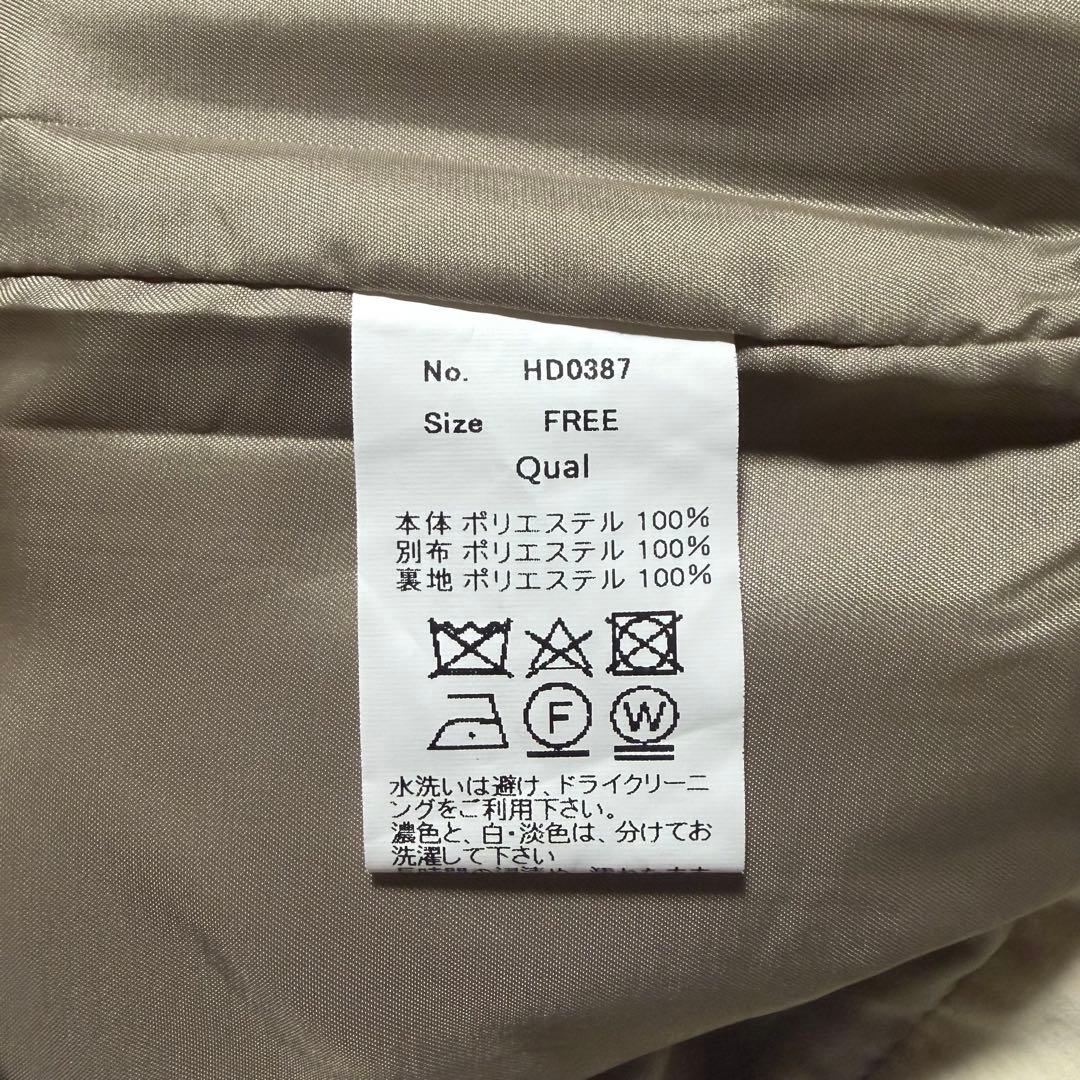 No. HD0387
Size FREE
Qual
本体 ポリエステル 100%
別布 ポリエステル 100%
裏地 ポリエステル 100%
F W
水洗いは避け、ドライクリーニ
ングをご利用下さい。
濃色と、白・淡色は、分けてお
洗濯して下さい